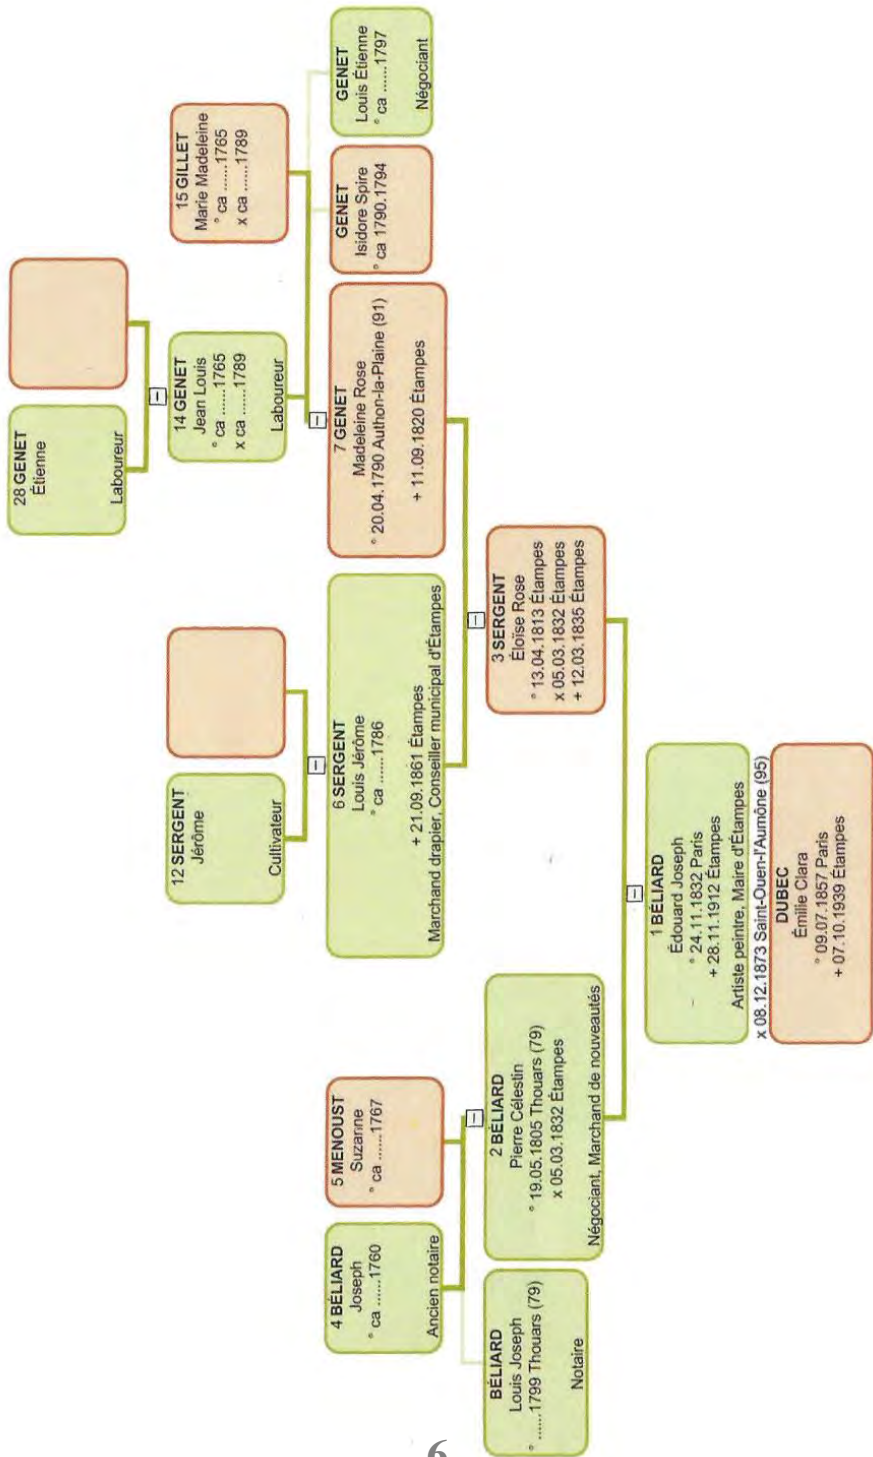 28 GENET
Étienne
Laboureur
14 GENET
Jean Louis
° ca ......1765
x ca ......1789
Laboureur
15 GILLET
Marie Madeleine
° ca ......1765
x ca ......1789
12 SERGENT
Jérôme
Cultivateur
4 BÉLIARD
Joseph
° ca ......1760
Ancien notaire
5 MENOUST
Suzanne
° ca ......1767
6 SERGENT
Louis Jérôme
° ca ......1786
+ 21.09.1861 Étampes
Marchand drapier, Conseiller municipal d'Étampes
7 GENET
Madeleine Rose
° 20.04.1790 Authon-la-Plaine (91)
+ 11.09.1820 Étampes
GENET
Isidore Spire
° ca 1790.1794
GENET
Louis Étienne
° ca ......1797
Négociant
BÉLIARD
Louis Joseph
° ......1799 Thouars (79)
Notaire
2 BÉLIARD
Pierre Célestin
° 19.05.1805 Thouars (79)
x 05.03.1832 Étampes
Négociant, Marchand de nouveautés
3 SERGENT
Éloïse Rose
° 13.04.1813 Étampes
x 05.03.1832 Étampes
+ 12.03.1835 Étampes
1 BÉLIARD
Édouard Joseph
° 24.11.1832 Paris
+ 28.11.1912 Étampes
Artiste peintre, Maire d'Étampes
x 08.12.1873 Saint-Ouen-l'Aumône (95)
DUBEC
Émilie Clara
° 09.07.1857 Paris
+ 07.10.1939 Étampes
6